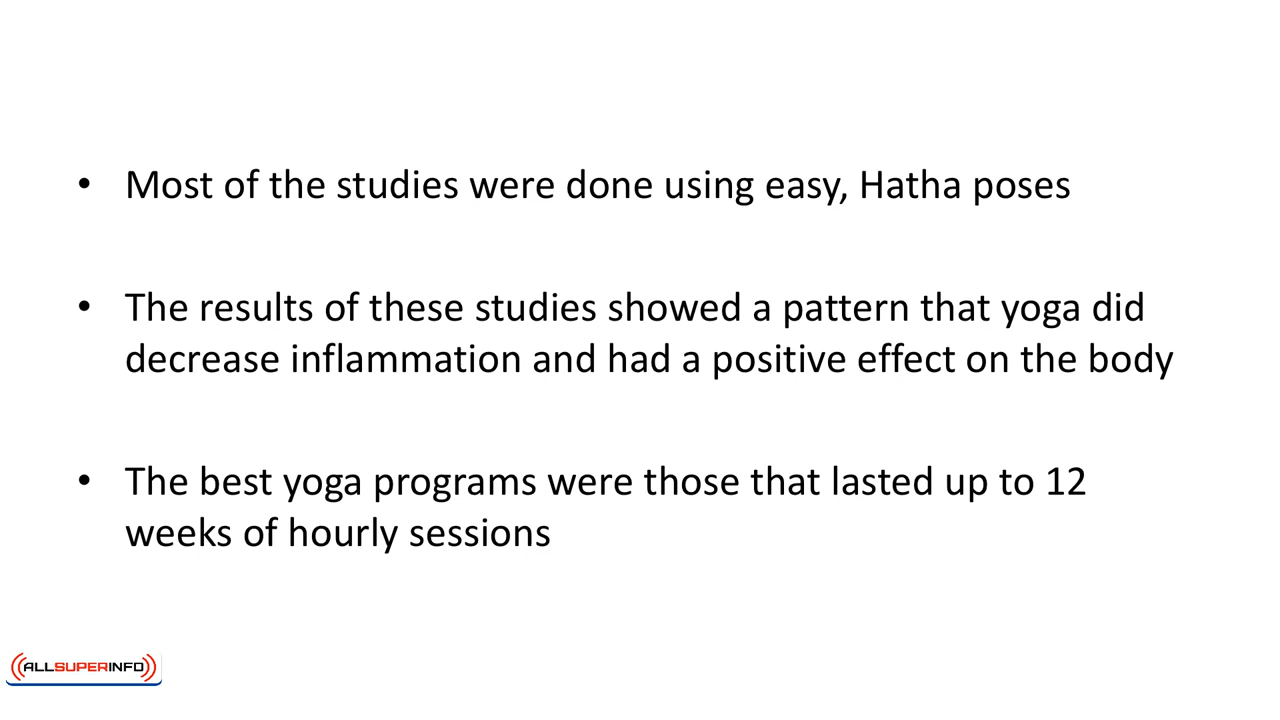 • Most of the studies were done using easy, Hatha poses
• The results of these studies showed a pattern that yoga did
decrease inflammation and had a positive effect on the body
• The best yoga programs were those that lasted up to 12
weeks of hourly sessions
ALLSUPERINFO